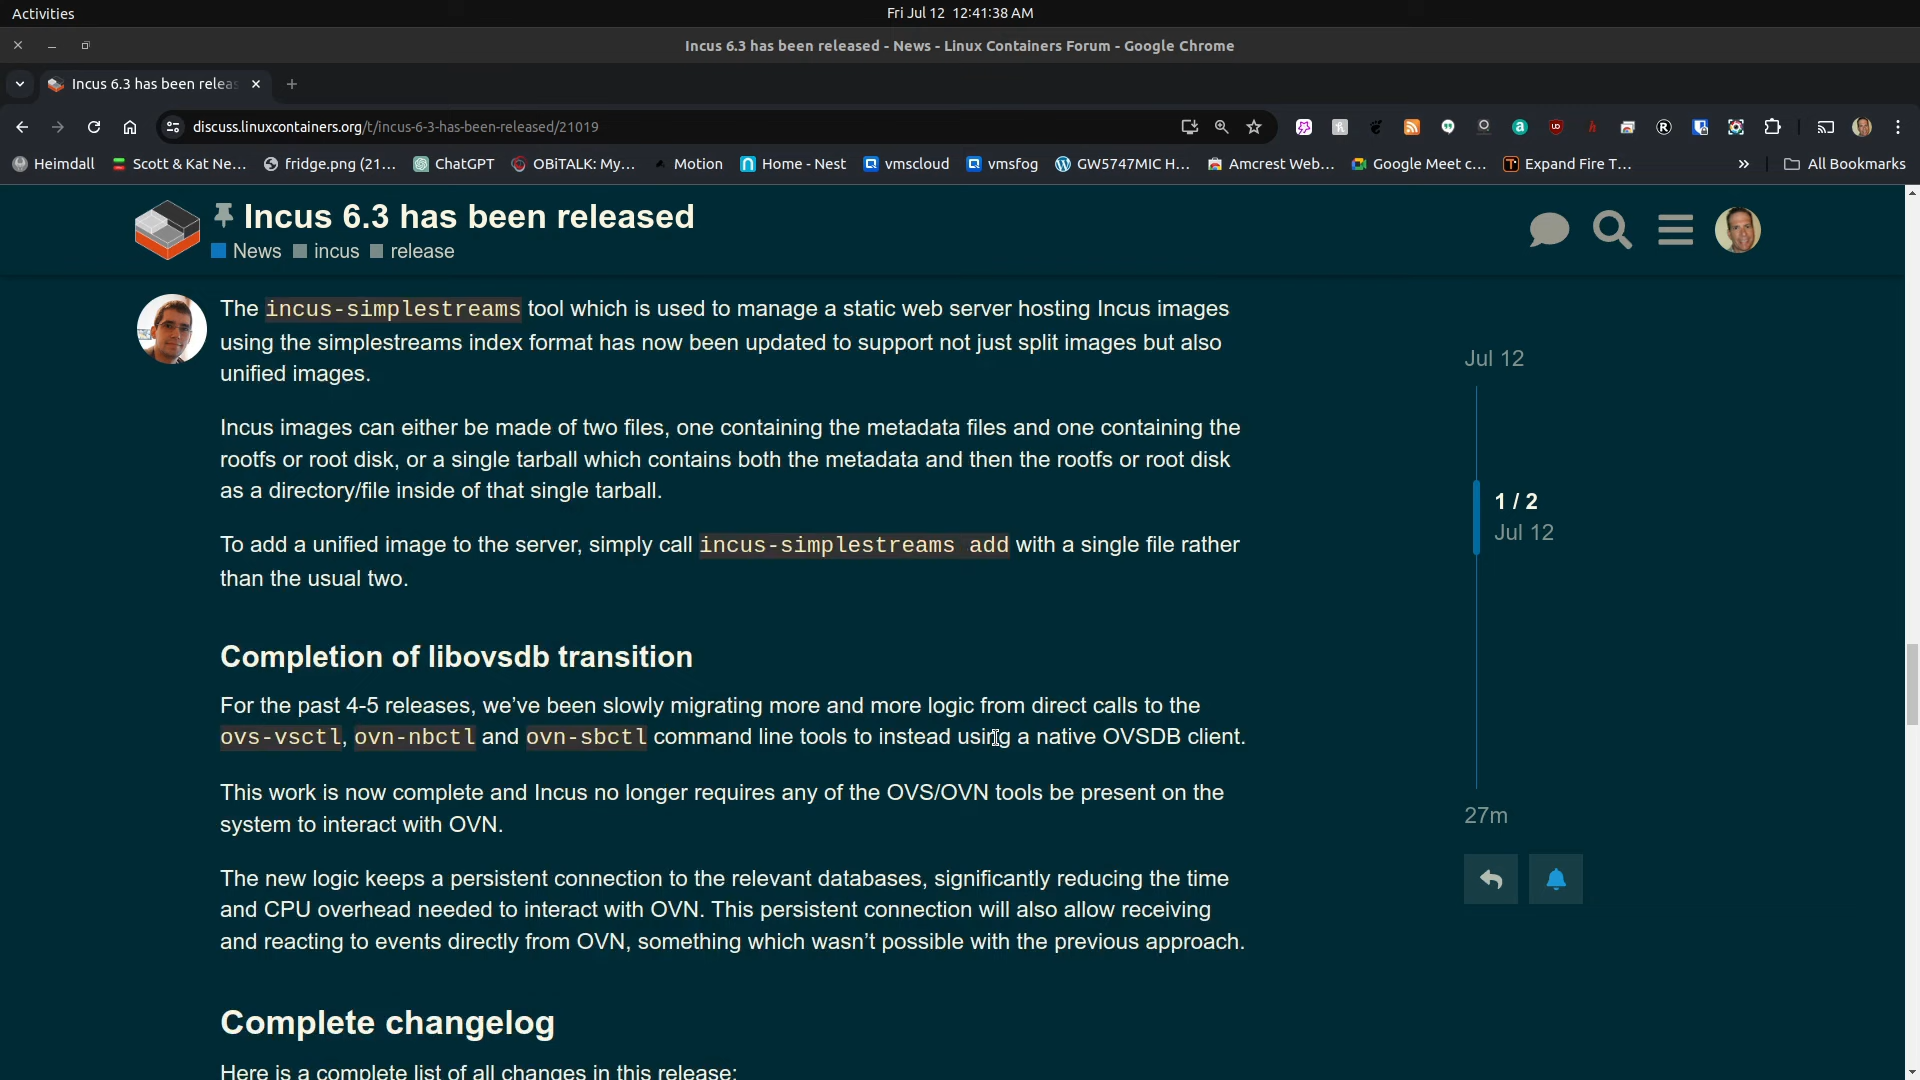 Activities
Fri Jul 12 12:41:38 AM
Incus 6.3 has been released - News - Linux Containers Forum - Google Chrome
Incus 6.3 has been releas
discuss.linuxcontainers.org/t/incus-6-3-has-been-released/21019
Heimdall
Scott & Kat Ne...
fridge.png (21...
ChatGPT
OBiTALK: My...
Motion
Home - Nest
vmscloud
vmsfog
GW5747MIC H...
Amcrest Web...
Google Meet c...
Expand Fire T...
»
All Bookmarks
Incus 6.3 has been released
News incus release
The incus-simplestreams tool which is used to manage a static web server hosting Incus images
using the simplestreams index format has now been updated to support not just split images but also
unified images.
Incus images can either be made of two files, one containing the metadata files and one containing the
rootfs or root disk, or a single tarball which contains both the metadata and then the rootfs or root disk
as a directory/file inside of that single tarball.
To add a unified image to the server, simply call incus-simplestreams add with a single file rather
than the usual two.
Completion of libovsdb transition
For the past 4-5 releases, we’ve been slowly migrating more and more logic from direct calls to the
ovs-vsctl, ovn-nbctl and ovn-sbctl command line tools to instead using a native OVSDB client.
This work is now complete and Incus no longer requires any of the OVS/OVN tools be present on the
system to interact with OVN.
The new logic keeps a persistent connection to the relevant databases, significantly reducing the time
and CPU overhead needed to interact with OVN. This persistent connection will also allow receiving
and reacting to events directly from OVN, something which wasn’t possible with the previous approach.
Complete changelog
Here is a complete list of all changes in this release:
Jul 12
1 / 2
Jul 12
27m